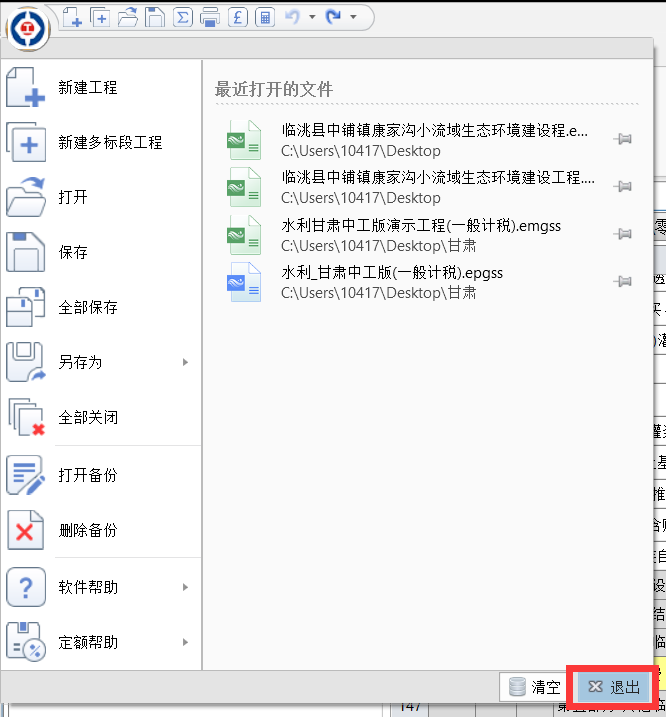 新建工程
新建多标段工程
打开
保存
全部保存
另存为
全部关闭
打开备份
删除备份
软件帮助
定额帮助
最近打开的文件
临洮县中铺镇康家沟小流域生态环境建设程.e...
C:\Users\10417\Desktop
临洮县中铺镇康家沟小流域生态环境建设工程....
C:\Users\10417\Desktop
水利甘肃中工版演示工程(一般计税).emgss
C:\Users\10417\Desktop\甘肃
水利_甘肃中工版(一般计税).epgss
C:\Users\10417\Desktop\甘肃
清空
退出
147